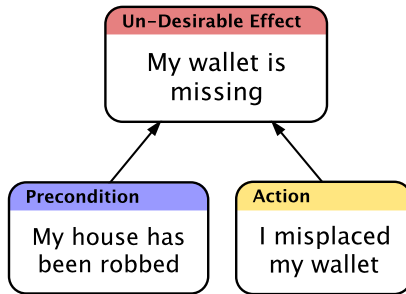 Un-Desirable Effect
My wallet is
missing
Precondition
My house has
been robbed
Action
I misplaced
my wallet